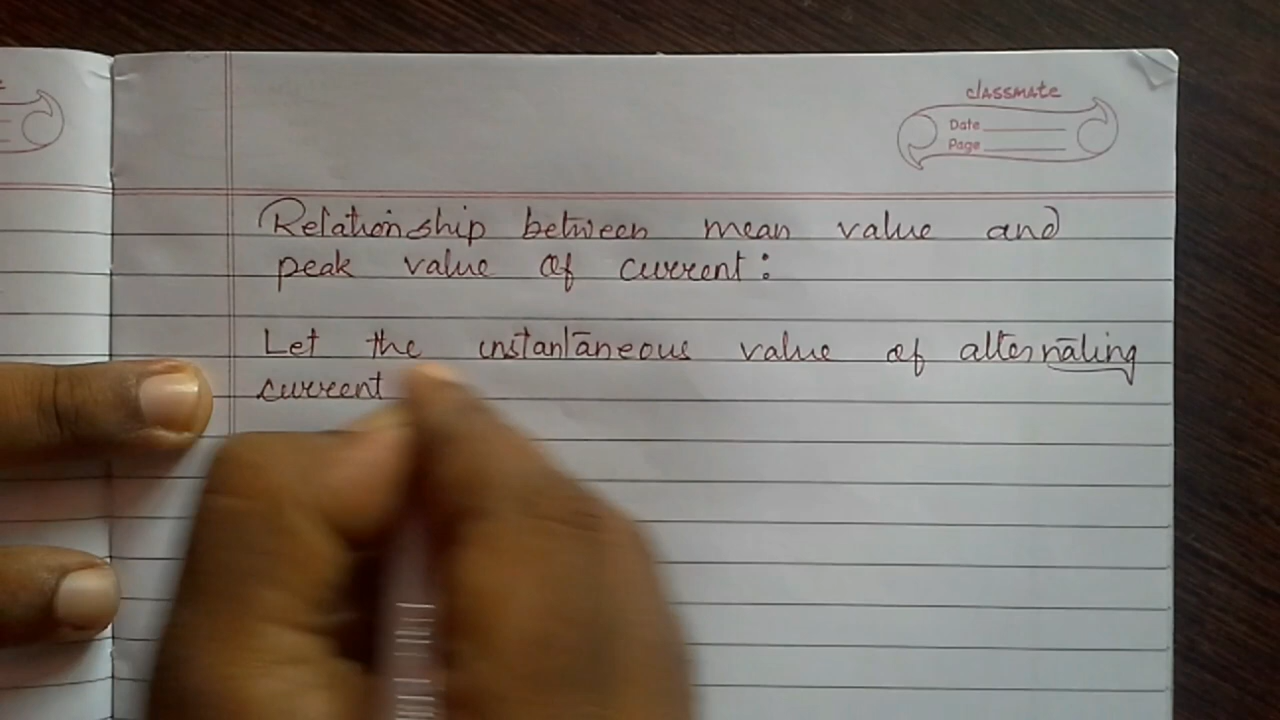 classmate
Date
Page
Relationship between mean value and
peak value of current:
Let the instantaneous value of alternating
current